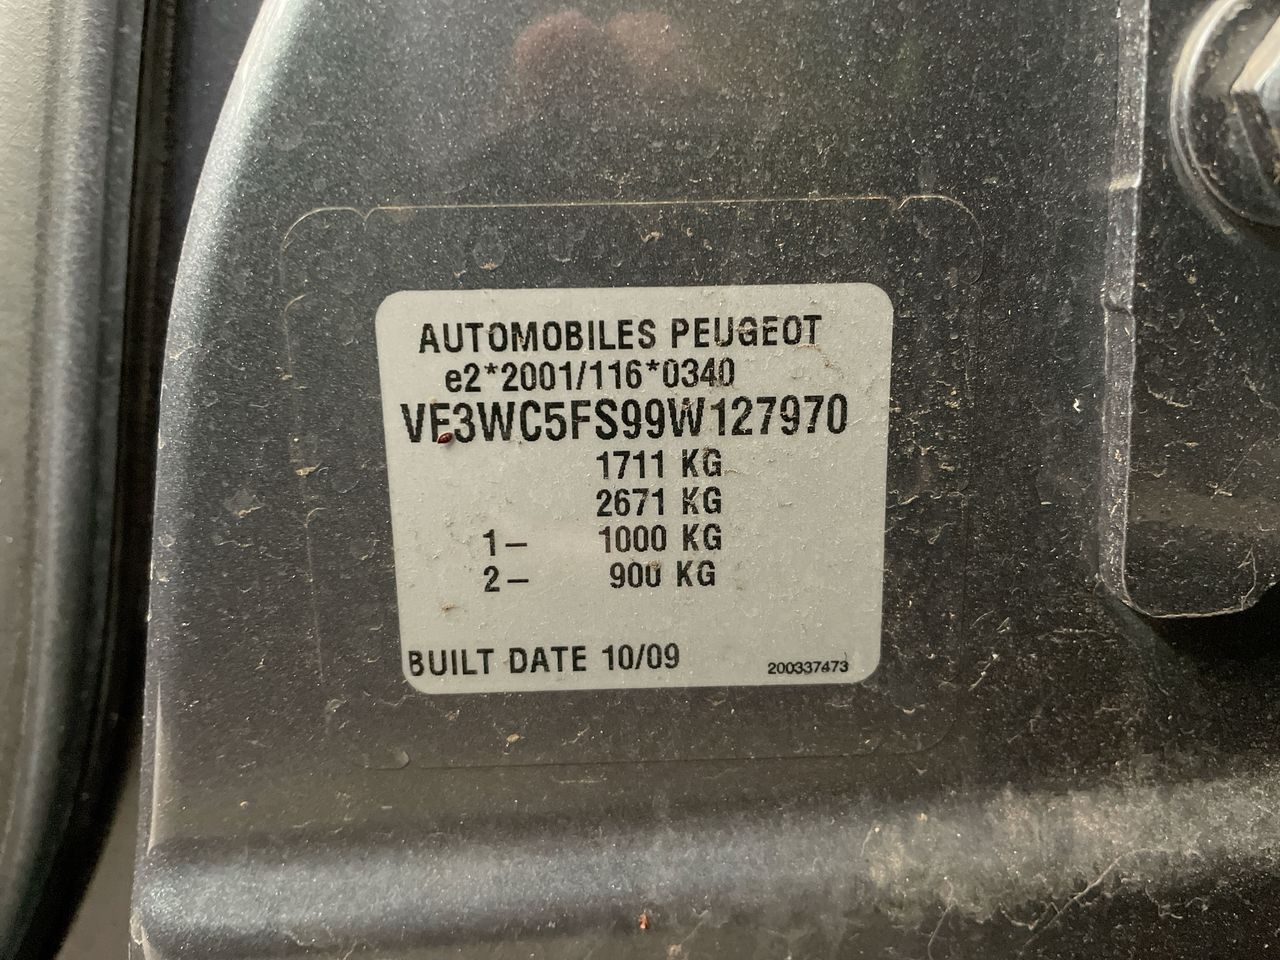 AUTOMOBILES PEUGEOT
e2*2001/116*0340
VF3WC5FS99W127970
1711 KG
2671 KG
1– 1000 KG
2– 900 KG
BUILT DATE 10/09
200337473